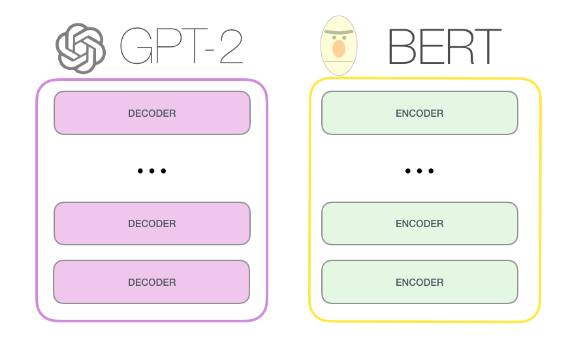 GPT-2
DECODER
...
DECODER
DECODER
BERT
ENCODER
...
ENCODER
ENCODER